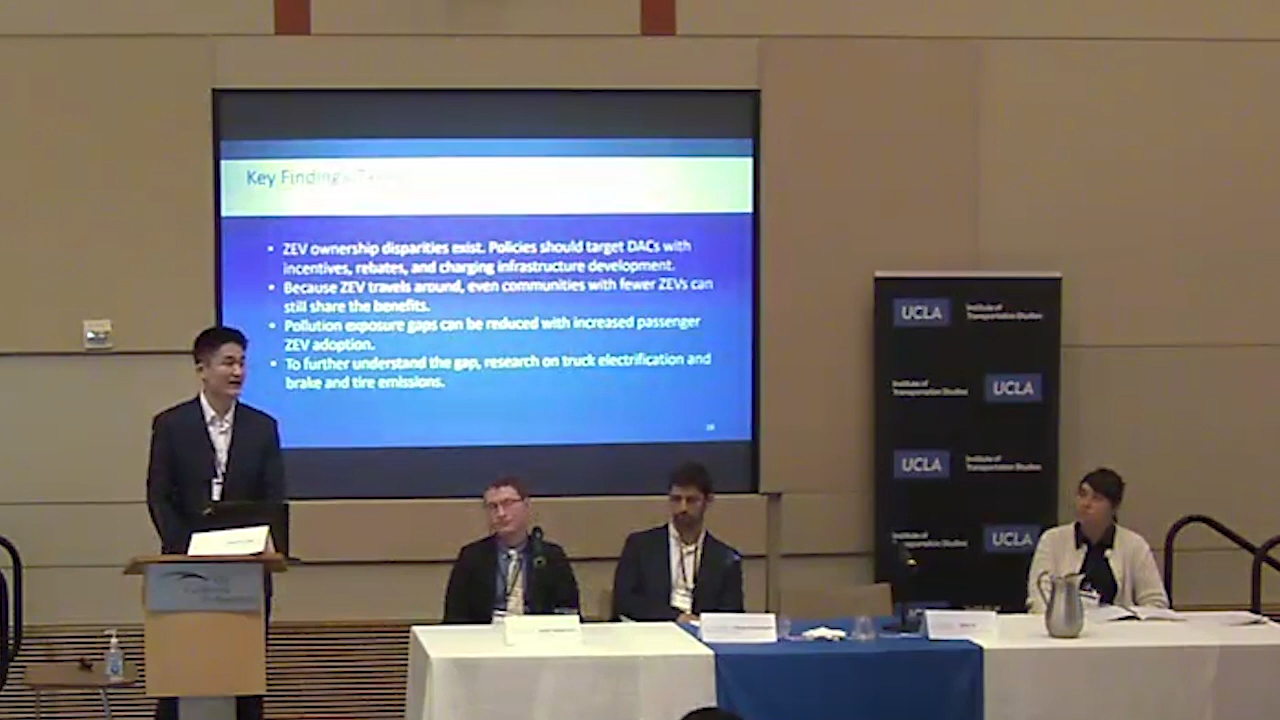 Key Findings
• ZEV ownership disparities exist. Policies should target DACs with
incentives, rebates, and charging infrastructure development.
• Because ZEV travels around, even communities with fewer ZEVs can
still share the benefits.
• Pollution exposure gaps can be reduced with increased passenger
ZEV adoption.
• To further understand the gap, research on truck electrification and
brake and tire emissions.
UCLA Institute of
Transportation Studies
Institute of
Transportation Studies UCLA
UCLA Institute of
Transportation Studies
Institute of
Transportation Studies UCLA